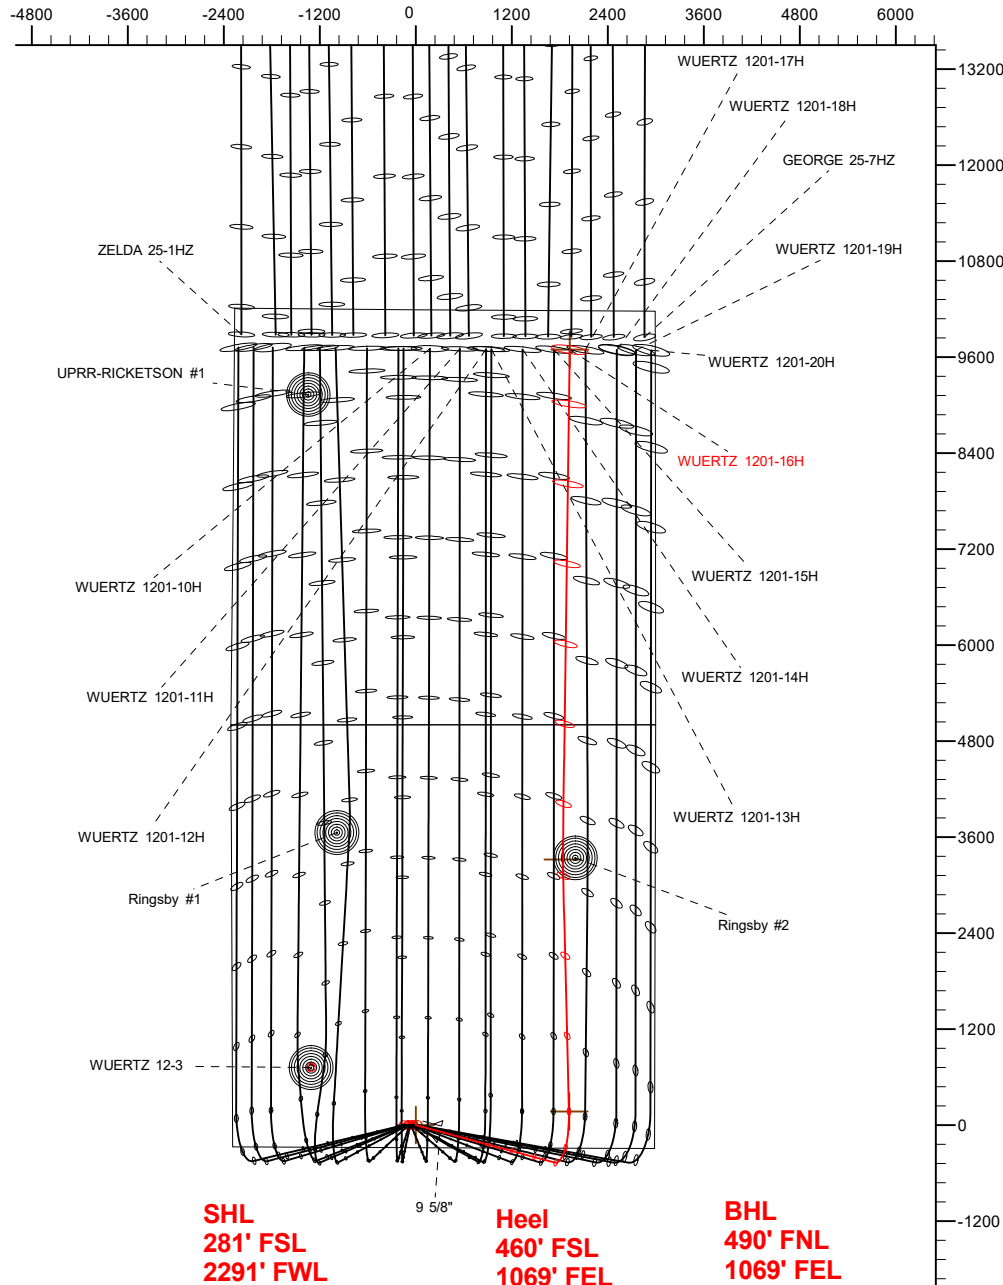 -4800 -3600 -2400 -1200 0 1200 2400 3600 4800 6000
13200
WUERTZ 1201-17H
WUERTZ 1201-18H
12000
GEORGE 25-7HZ
ZELDA 25-1HZ
WUERTZ 1201-19H
10800
9600
WUERTZ 1201-20H
UPRR-RICKETSON #1
WUERTZ 1201-16H
8400
7200
WUERTZ 1201-15H
WUERTZ 1201-10H
6000
WUERTZ 1201-14H
WUERTZ 1201-11H
4800
WUERTZ 1201-13H
WUERTZ 1201-12H
3600
Ringsby #1
Ringsby #2
2400
1200
WUERTZ 12-3
0
9 5/8"
-1200
SHL
281' FSL
2291' FWL
Heel
460' FSL
1069' FEL
BHL
490' FNL
1069' FEL